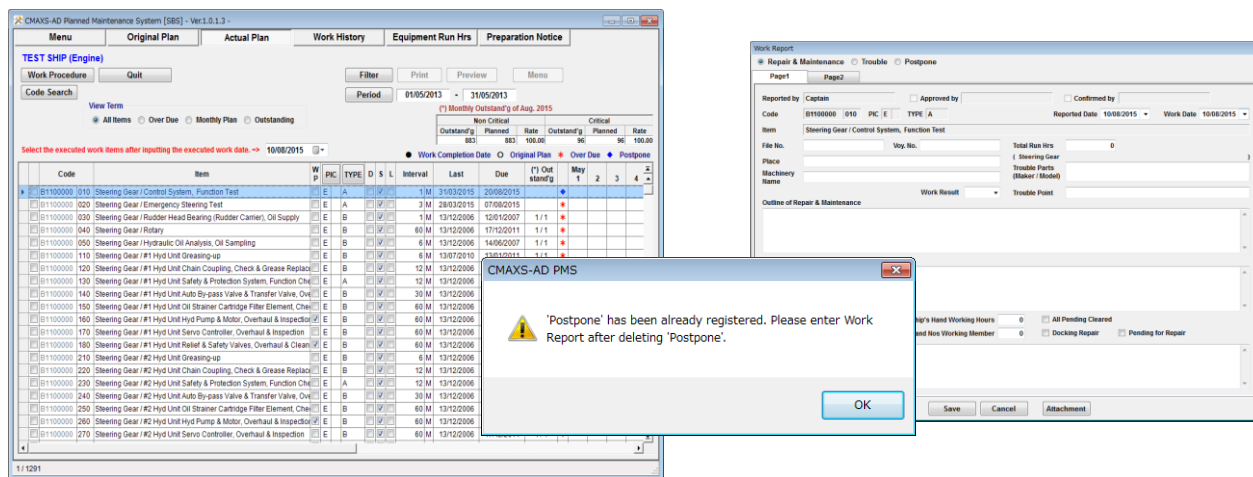 CMAXS-AD Planned Maintenance System [SBS] - Ver.1.0.1.3 -
Menu Original Plan Actual Plan Work History Equipment Run Hrs Preparation Notice
TEST SHIP (Engine)
Work Procedure Quit Filter Print Preview Menu
Code Search Period 01/05/2013 - 31/05/2013
View Term
All Items Over Due Monthly Plan Outstanding
(*) Monthly Outstand'g of Aug. 2015
Non Critical Critical
Outstand'g Planned Rate Outstand'g Planned Rate
883 883 100.00 96 96 100.00
Select the executed work items after inputting the executed work date. -> 10/08/2015
● Work Completion Date O Original Plan * Over Due ◆ Postpone
Code Item W P PIC TYPE D S L Interval Last Due (*) Out stand'g May 1 2 3 4
B1100000 010 Steering Gear / Control System, Function Test E A 1 M 31/03/2015 20/08/2015 ◆
B1100000 020 Steering Gear / Emergency Steering Test E A 3 M 28/03/2015 07/08/2015 *
B1100000 030 Steering Gear / Rudder Head Bearing (Rudder Carrier), Oil Supply E B 1 M 13/12/2006 12/01/2007 1 / 1 *
B1100000 040 Steering Gear / Rotary E B 60 M 13/12/2006 17/12/2011 1 / 1 *
B1100000 050 Steering Gear / Hydraulic Oil Analysis, Oil Sampling E B 6 M 13/12/2006 14/06/2007 1 / 1 *
B1100000 110 Steering Gear / #1 Hyd Unit Greasing-up E B 6 M 13/07/2010 13/01/2011 1 / 1 *
B1100000 120 Steering Gear / #1 Hyd Unit Chain Coupling, Check & Grease Replac E B 12 M 13/12/2006
B1100000 130 Steering Gear / #1 Hyd Unit Safety & Protection System, Function Che E A 12 M 13/12/2006
B1100000 140 Steering Gear / #1 Hyd Unit Auto By-pass Valve & Transfer Valve, Ove E B 30 M 13/12/2006
B1100000 150 Steering Gear / #1 Hyd Unit Oil Strainer Cartridge Filter Element, Chec E B 60 M 13/12/2006
B1100000 160 Steering Gear / #1 Hyd Unit Hyd Pump & Motor, Overhaul & Inspectio E B 60 M 13/12/2006
B1100000 170 Steering Gear / #1 Hyd Unit Servo Controller, Overhaul & Inspection E B 60 M 13/12/2006
B1100000 180 Steering Gear / #1 Hyd Unit Relief & Safety Valves, Overhaul & Clean E B 60 M 13/12/2006
B1100000 210 Steering Gear / #2 Hyd Unit Greasing-up E B 6 M 13/12/2006
B1100000 220 Steering Gear / #2 Hyd Unit Chain Coupling, Check & Grease Replac E B 12 M 13/12/2006
B1100000 230 Steering Gear / #2 Hyd Unit Safety & Protection System, Function Che E A 12 M 13/12/2006
B1100000 240 Steering Gear / #2 Hyd Unit Auto By-pass Valve & Transfer Valve, Ove E B 30 M 13/12/2006
B1100000 250 Steering Gear / #2 Hyd Unit Oil Strainer Cartridge Filter Element, Chec E B 60 M 13/12/2006
B1100000 260 Steering Gear / #2 Hyd Unit Hyd Pump & Motor, Overhaul & Inspectio E B 60 M 13/12/2006
B1100000 270 Steering Gear / #2 Hyd Unit Servo Controller, Overhaul & Inspection E B 60 M 13/12/2006
1 / 1291
CMAXS-AD PMS
'Postpone' has been already registered. Please enter Work
Report after deleting 'Postpone'.
OK
Work Report
Repair & Maintenance Trouble Postpone
Page1 Page2
Reported by Captain Approved by Confirmed by
Code B1100000 010 PIC E TYPE A Reported Date 10/08/2015 Work Date 10/08/2015
Item Steering Gear / Control System, Function Test
File No. Voy. No. Total Run Hrs 0
( Steering Gear )
Place Trouble Parts
(Maker / Model)
Machinery
Name
Work Result Trouble Point
Outline of Repair & Maintenance
hip's Hand Working Hours 0 All Pending Cleared
and Nos Working Member 0 Docking Repair Pending for Repair
Save Cancel Attachment